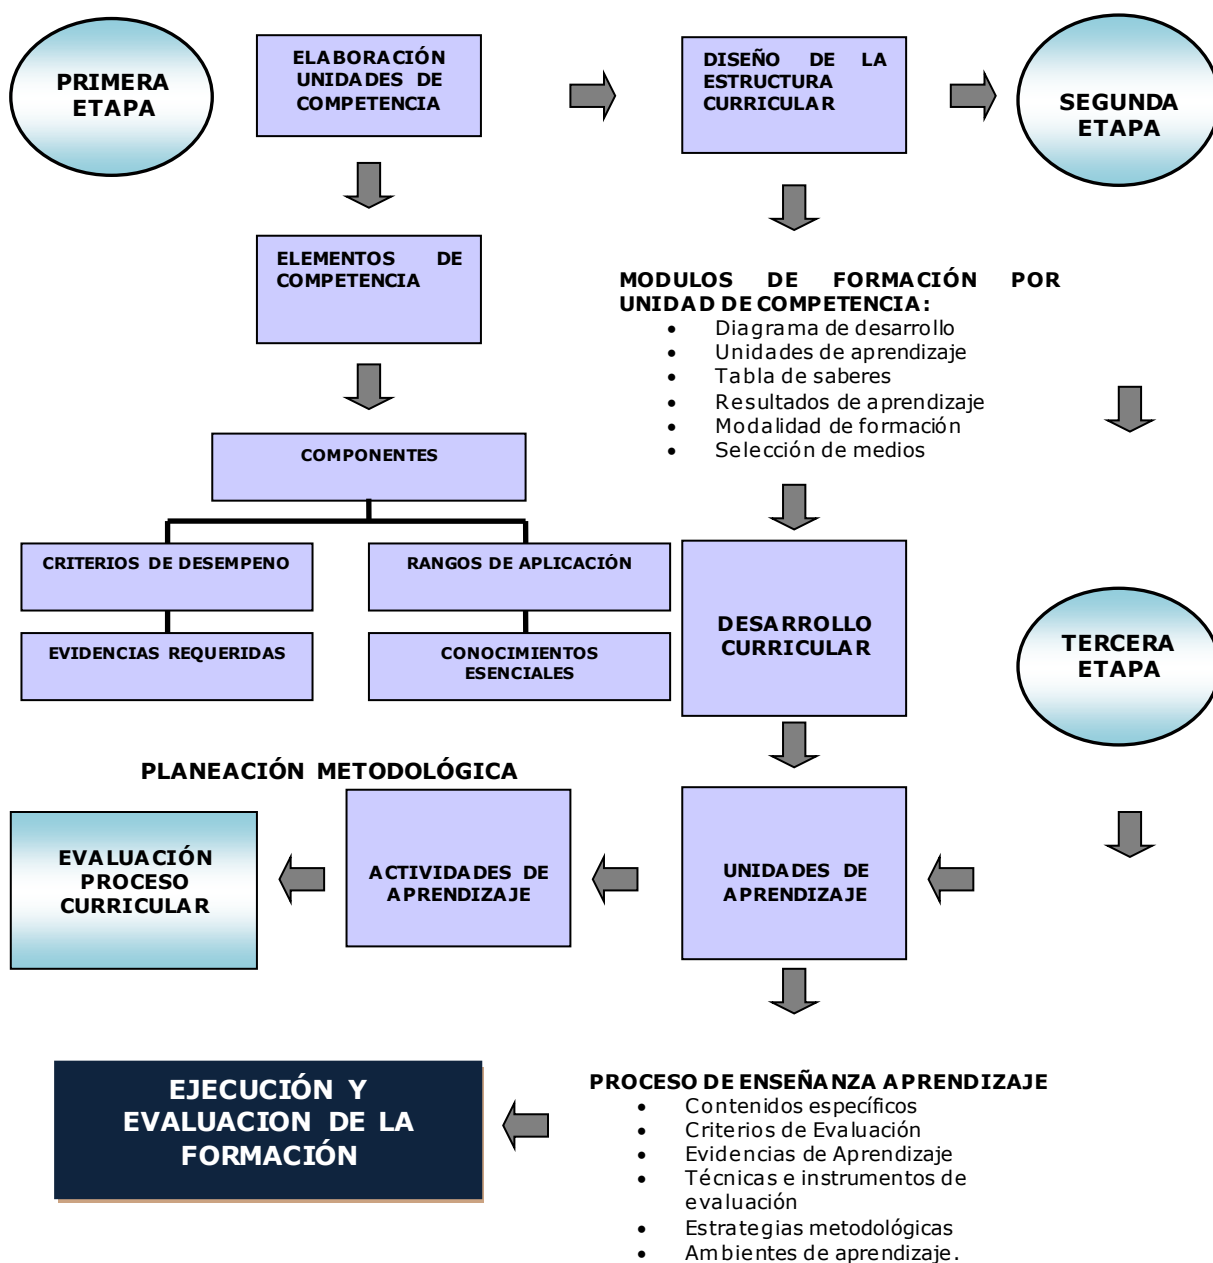 PRIMERA
ETAPA
ELABORACIÓN
UNIDADES DE
COMPETENCIA
DISEÑO DE LA
ESTRUCTURA
CURRICULAR
SEGUNDA
ETAPA
ELEMENTOS DE
COMPETENCIA
MODULOS DE FORMACIÓN POR
UNIDAD DE COMPETENCIA:
• Diagrama de desarrollo
• Unidades de aprendizaje
• Tabla de saberes
• Resultados de aprendizaje
• Modalidad de formación
• Selección de medios
COMPONENTES
CRITERIOS DE DESEMPENO
RANGOS DE APLICACIÓN
EVIDENCIAS REQUERIDAS
CONOCIMIENTOS
ESENCIALES
DESARROLLO
CURRICULAR
TERCERA
ETAPA
PLANEACIÓN METODOLÓGICA
EVALUACIÓN
PROCESO
CURRICULAR
ACTIVIDADES DE
APRENDIZAJE
UNIDADES DE
APRENDIZAJE
EJECUCIÓN Y
EVALUACION DE LA
FORMACIÓN
PROCESO DE ENSEÑANZA APRENDIZAJE
• Contenidos específicos
• Criterios de Evaluación
• Evidencias de Aprendizaje
• Técnicas e instrumentos de
evaluación
• Estrategias metodológicas
• Ambientes de aprendizaje.